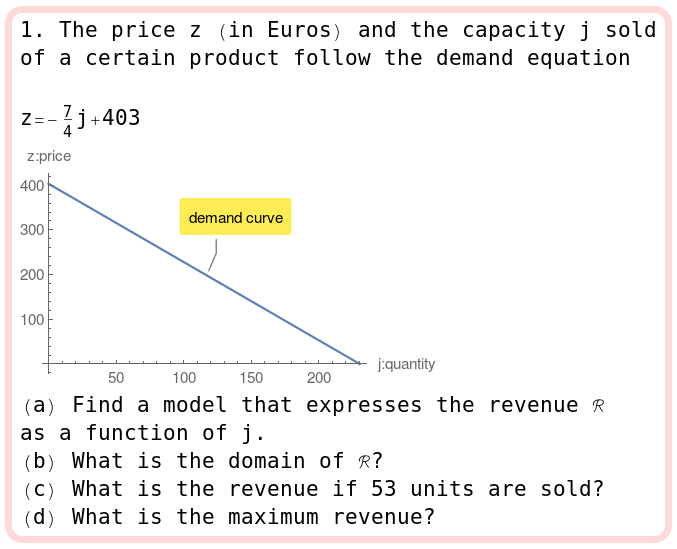 1. The price z (in Euros) and the capacity j sold
of a certain product follow the demand equation
z=-7/4 j+403
z:price
400
300
200
100
demand curve
50 100 150 200
j:quantity
(a) Find a model that expresses the revenue ℛ
as a function of j.
(b) What is the domain of ℛ?
(c) What is the revenue if 53 units are sold?
(d) What is the maximum revenue?